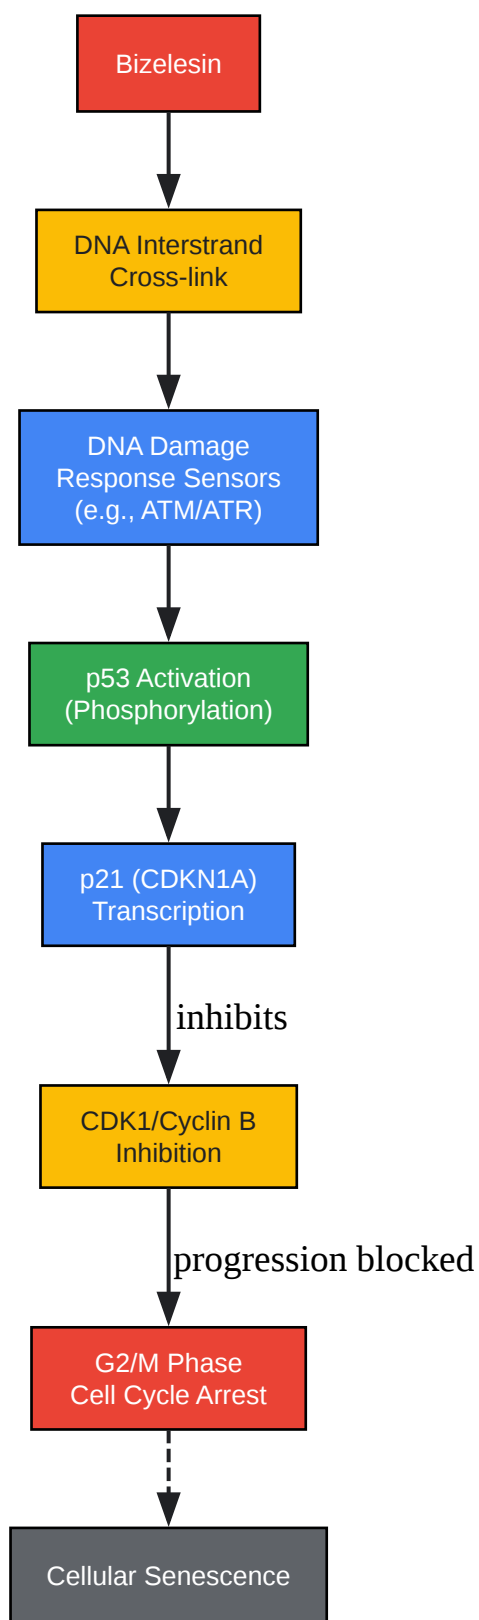 Bizelesin
DNA Interstrand
Cross-link
DNA Damage
Response Sensors
(e.g., ATM/ATR)
p53 Activation
(Phosphorylation)
p21 (CDKN1A)
Transcription
inhibits
CDK1/Cyclin B
Inhibition
progression blocked
G2/M Phase
Cell Cycle Arrest
Cellular Senescence